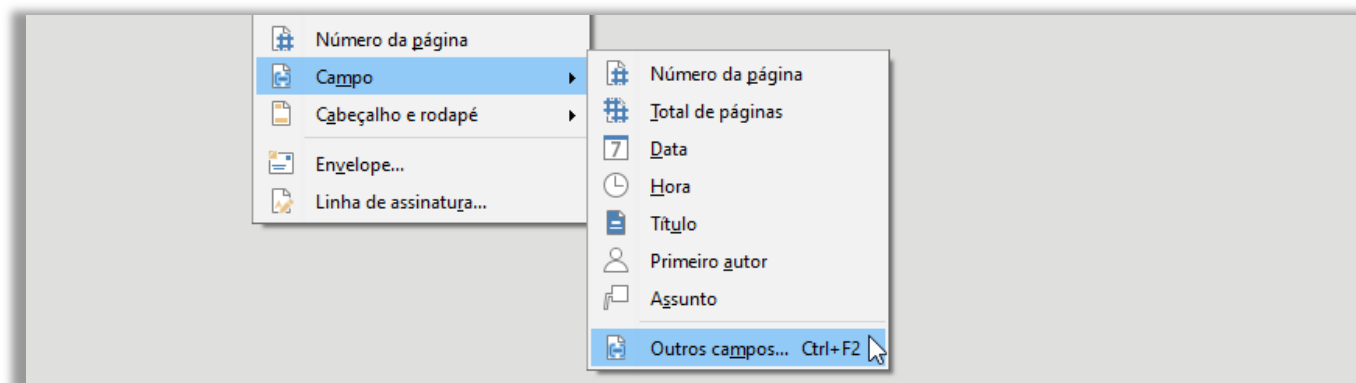 Número da página
Campo
Cabeçalho e rodapé
Envelope...
Linha de assinatura...
Número da página
Total de páginas
7 Data
Hora
Título
Primeiro autor
Assunto
Outros campos... Ctrl+F2